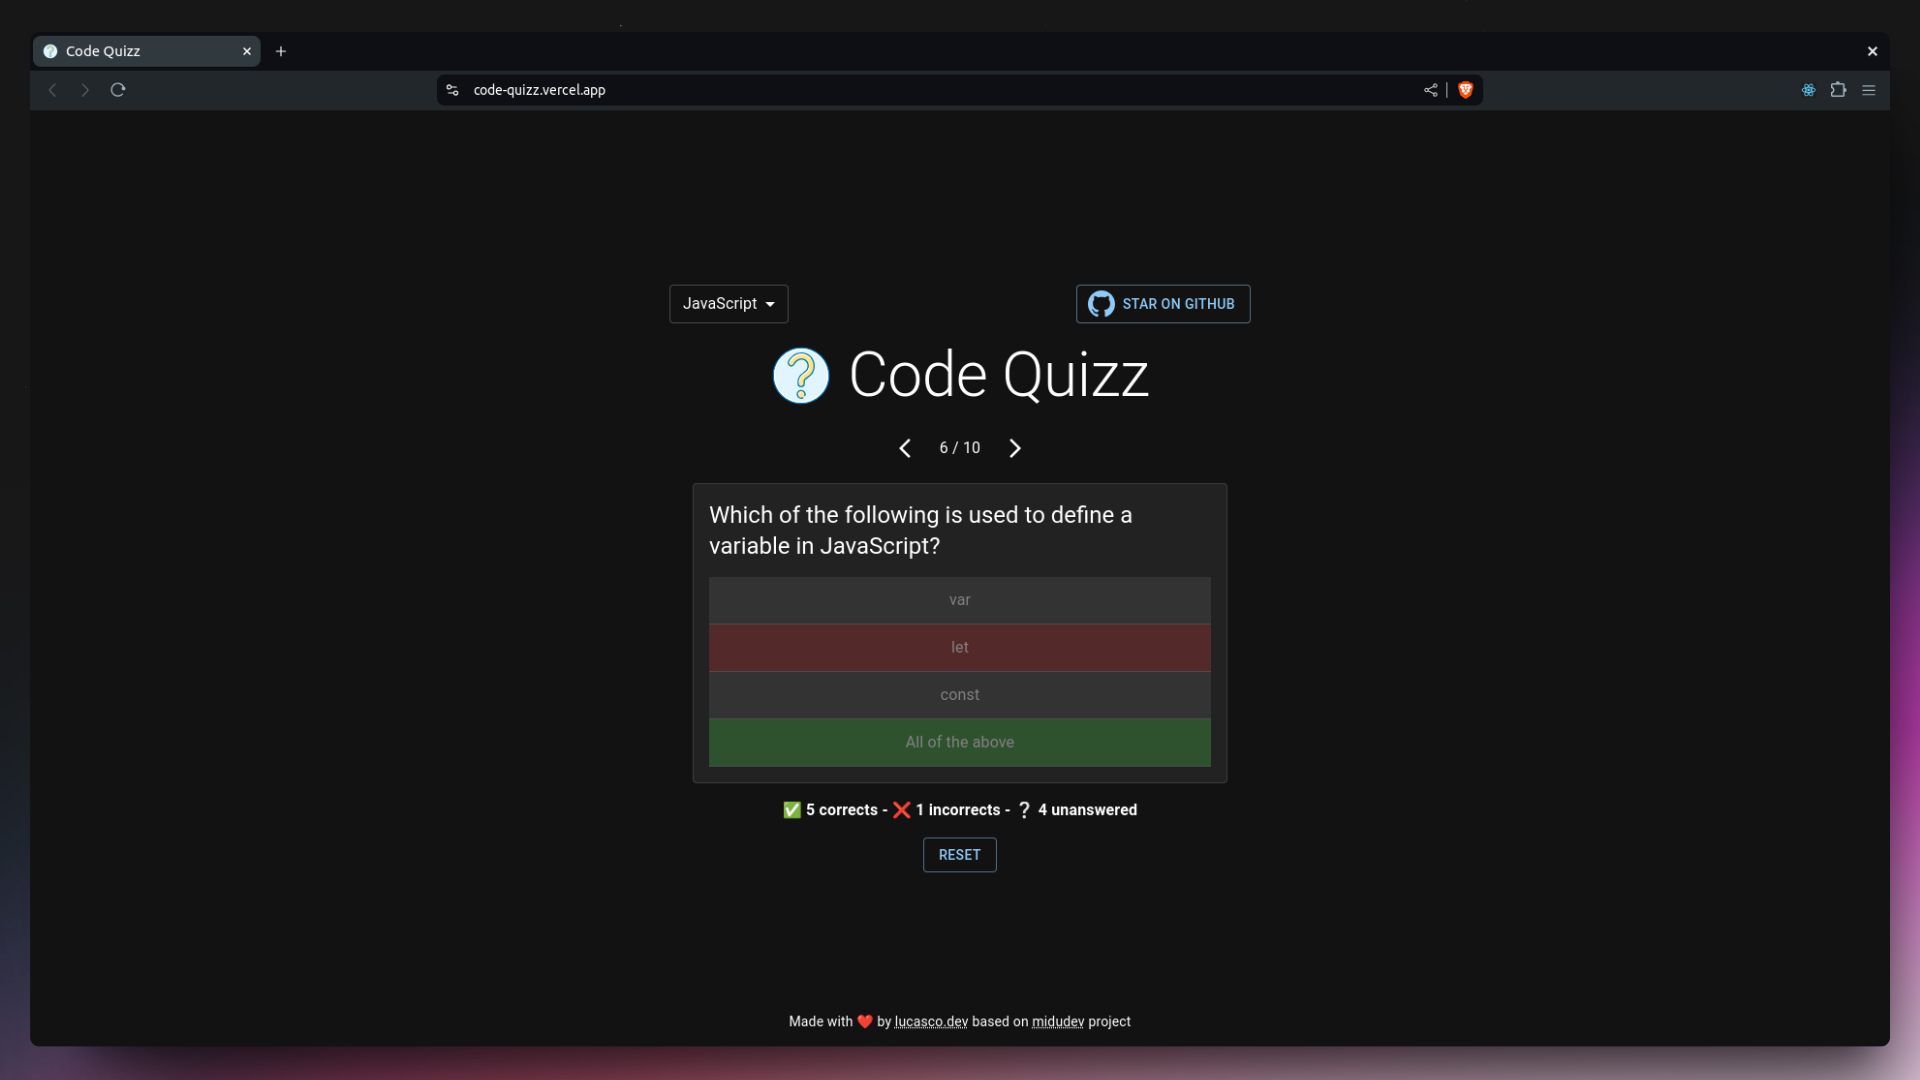 Code Quizz
code-quizz.vercel.app
JavaScript
STAR ON GITHUB
Code Quizz
6 / 10
Which of the following is used to define a
variable in JavaScript?
var
let
const
All of the above
✅ 5 corrects - ❌ 1 incorrects - ❔ 4 unanswered
RESET
Made with ❤️ by lucasco.dev based on midudev project